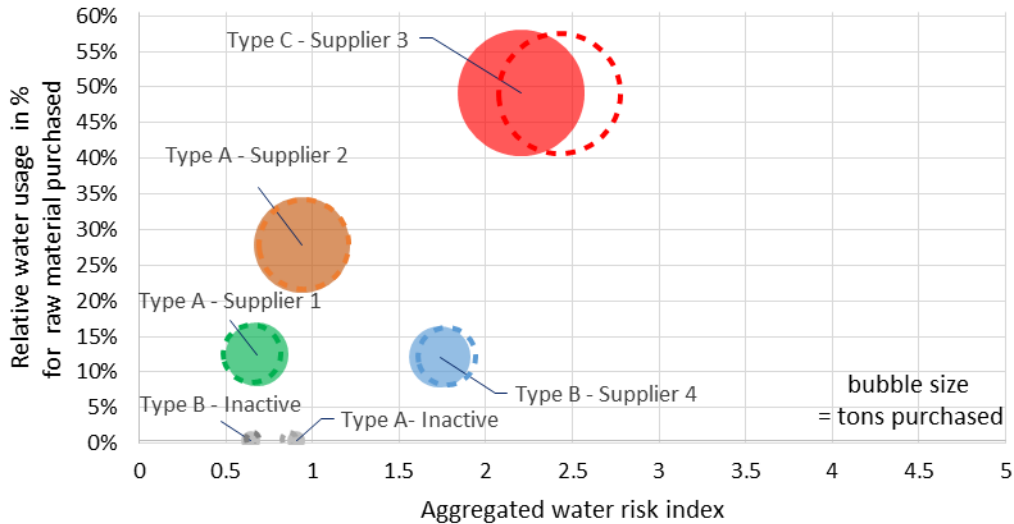 60%
55%
50%
45%
40%
35%
30%
25%
20%
15%
10%
5%
0%
Relative water usage in %
for raw material purchased
Type C - Supplier 3
Type A - Supplier 2
Type A - Supplier 1
Type B - Supplier 4
Type B - Inactive
Type A- Inactive
bubble size
= tons purchased
0 0.5 1 1.5 2 2.5 3 3.5 4 4.5 5
Aggregated water risk index